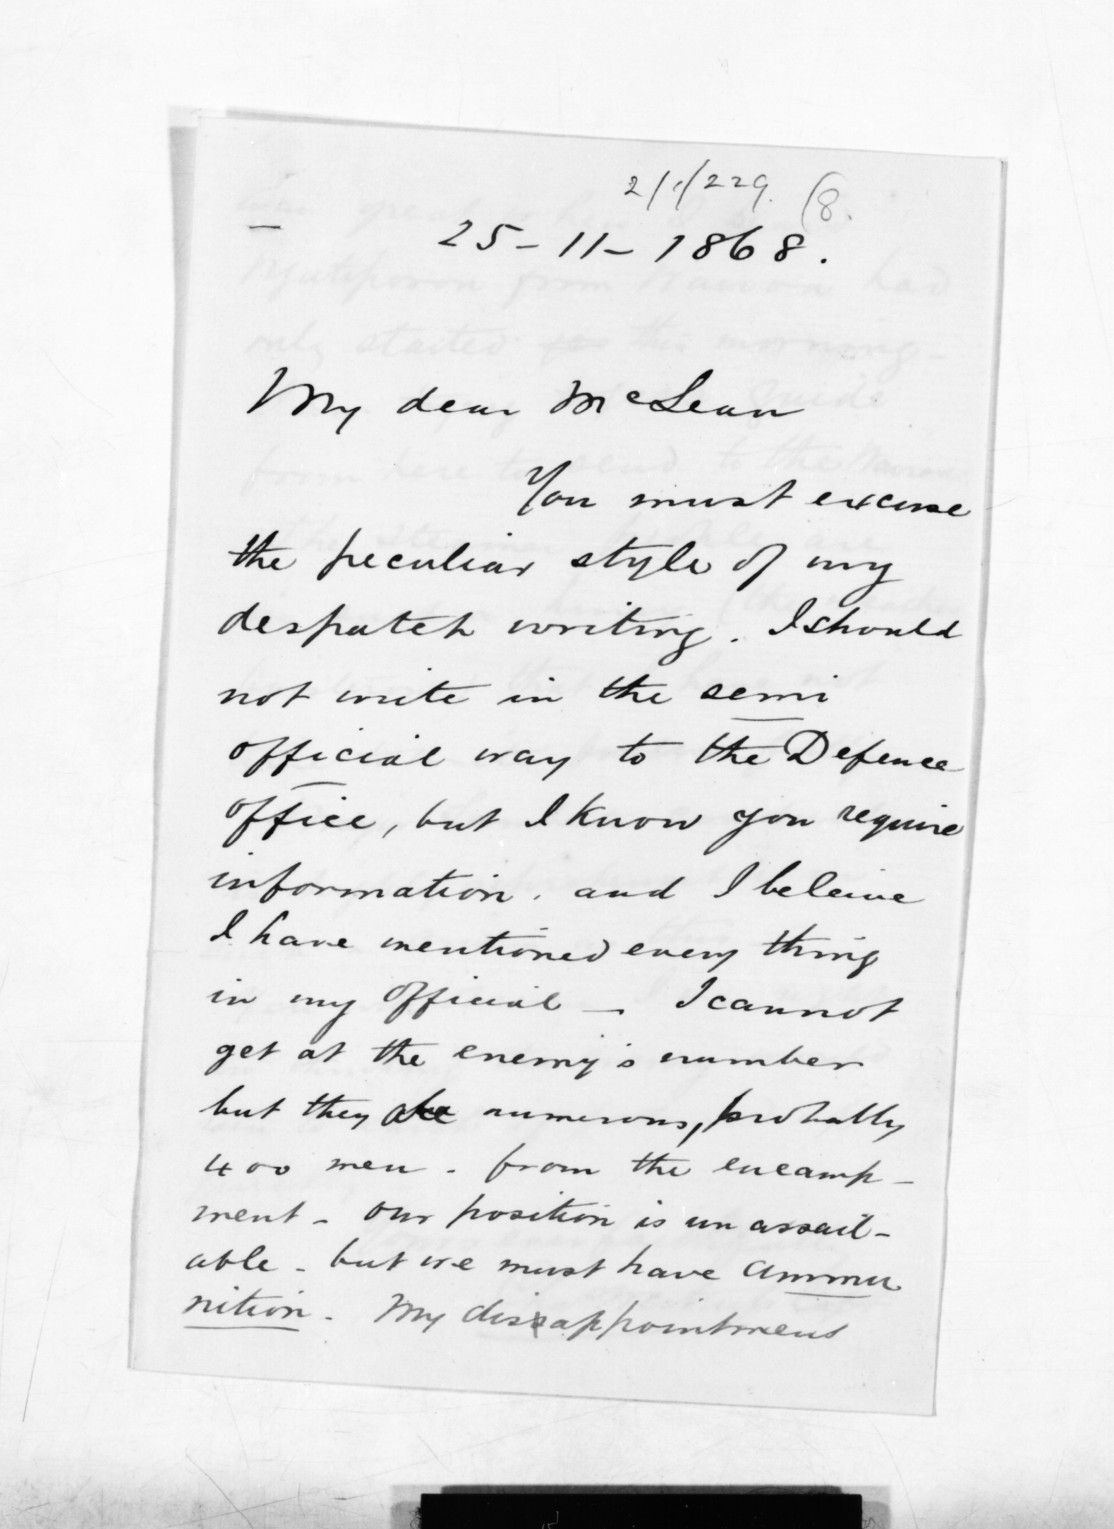 2/1/229. (8.
25-11-1868.
My dear McLean
You must excuse
the peculiar style of my
despatch writing. I should
not write in the semi
official way to the Defence
office, but I know you require
information. and I beleive
I have mentioned every thing
in my official -. I cannot
get at the enemy's number
but they are numerous, probably
400 men - from the encamp-
ment - our position is unassail-
able - but we must have ammu
nition - My disappointment